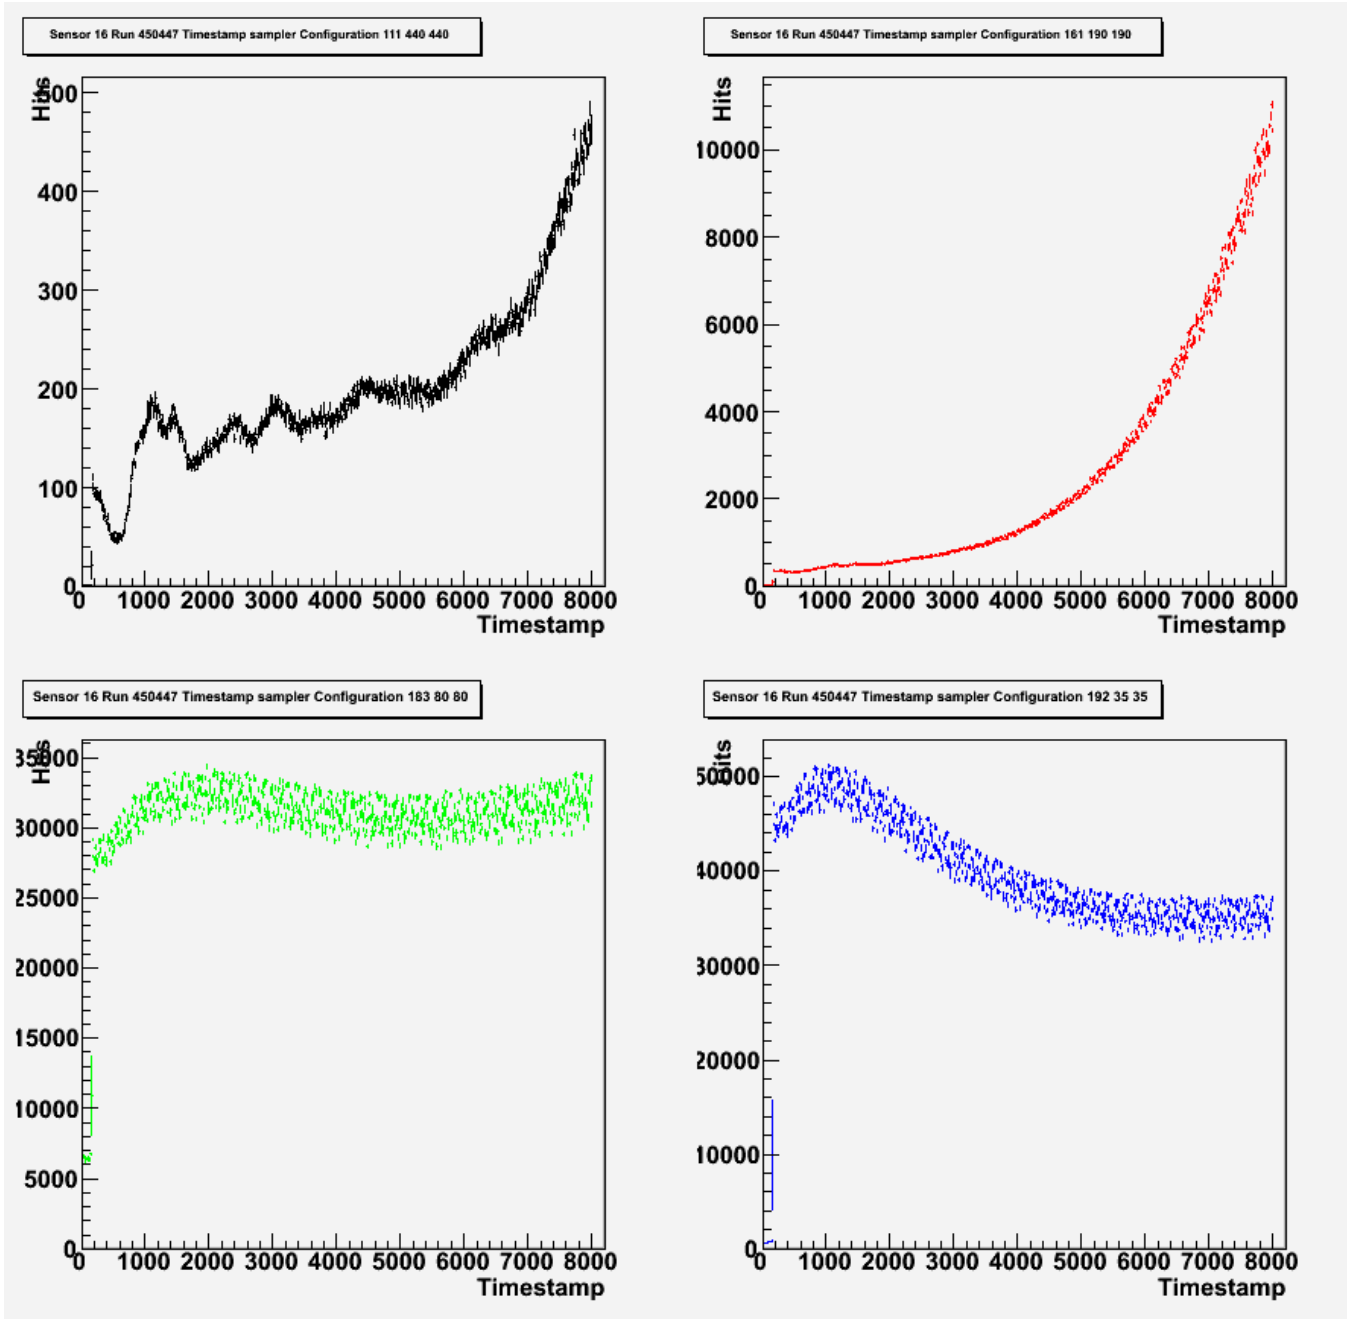 Sensor 16 Run 450447 Timestamp sampler Configuration 111 440 440
Hits
500
400
300
200
100
0
0 1000 2000 3000 4000 5000 6000 7000 8000
Timestamp
Sensor 16 Run 450447 Timestamp sampler Configuration 161 190 190
Hits
10000
8000
6000
4000
2000
0
0 1000 2000 3000 4000 5000 6000 7000 8000
Timestamp
Sensor 16 Run 450447 Timestamp sampler Configuration 183 80 80
Hits
35000
30000
25000
20000
15000
10000
5000
0
0 1000 2000 3000 4000 5000 6000 7000 8000
Timestamp
Sensor 16 Run 450447 Timestamp sampler Configuration 192 35 35
Hits
50000
40000
30000
20000
10000
0
0 1000 2000 3000 4000 5000 6000 7000 8000
Timestamp